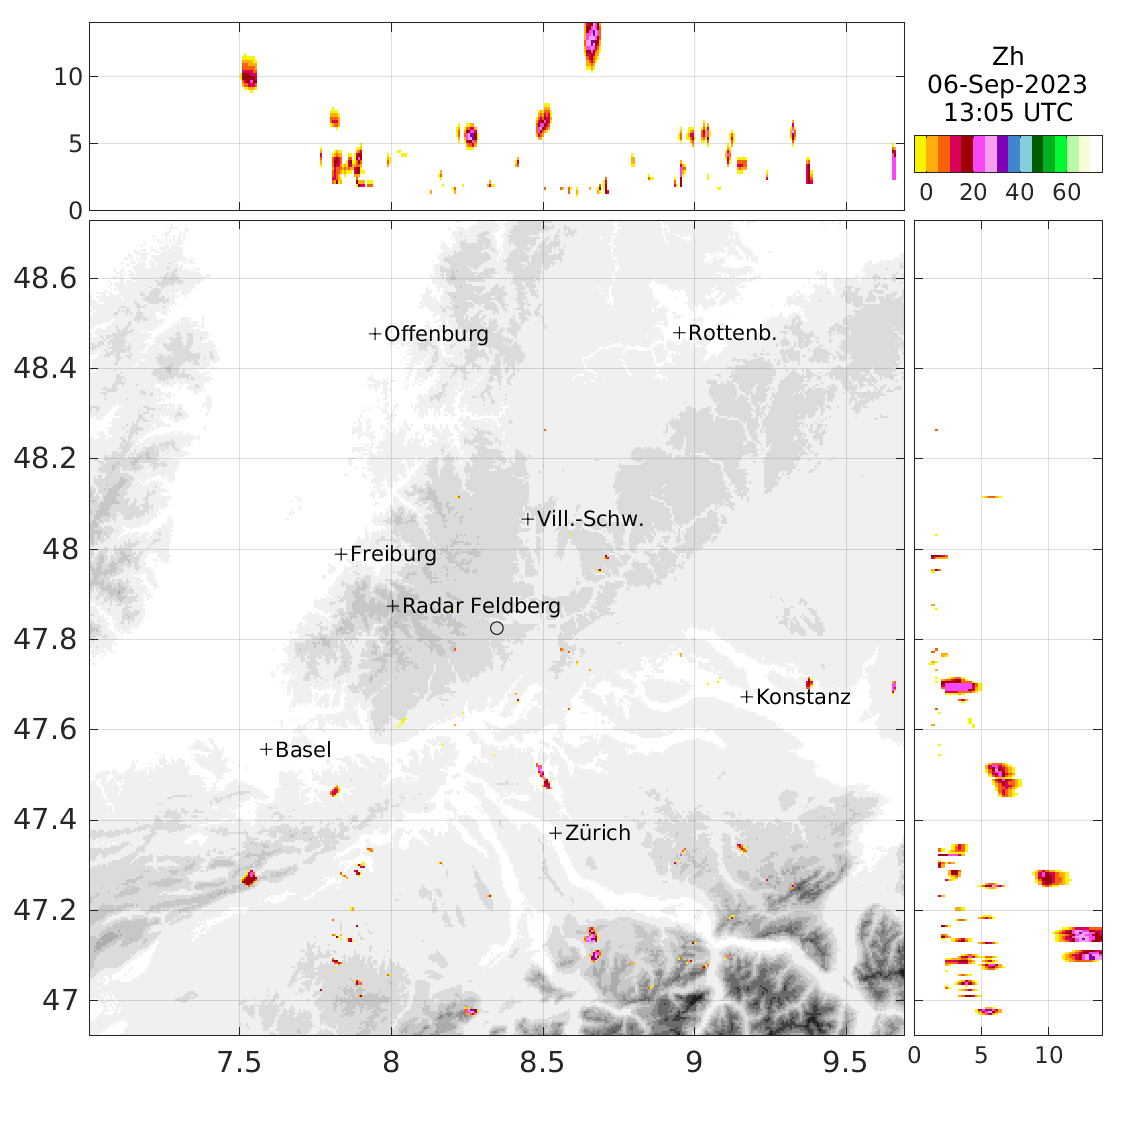 Zh
06-Sep-2023
13:05 UTC
0 20 40 60
10
5
0
48.6
48.4
48.2
48
47.8
47.6
47.4
47.2
47
Offenburg
Rottenb.
Vill.-Schw.
Freiburg
Radar Feldberg
Konstanz
Basel
Zürich
7.5 8 8.5 9 9.5
0 5 10